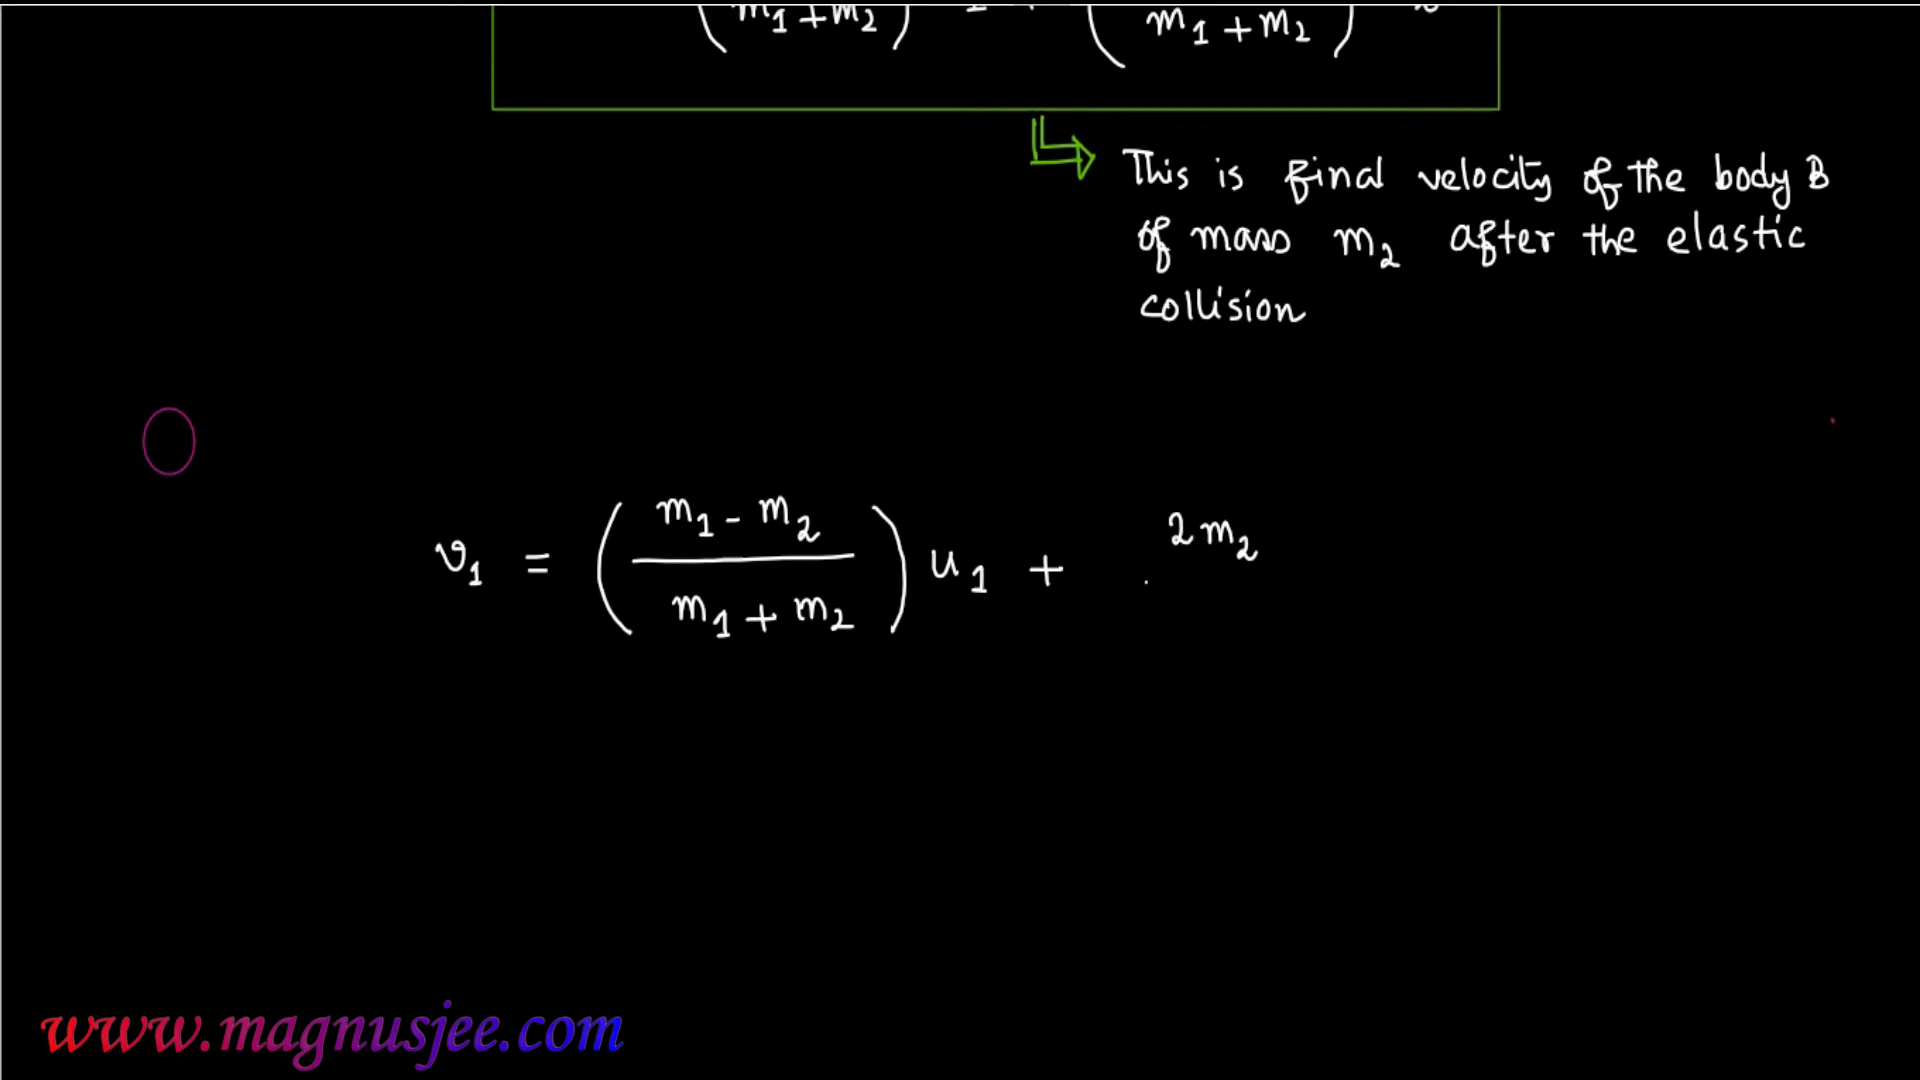 (m1+m2) (m1+m2)
This is final velocity of the body B
of mass m2 after the elastic
collision
v1 = ((m1 - m2)/(m1 + m2)) u1 + 2m2
www.magnusjee.com